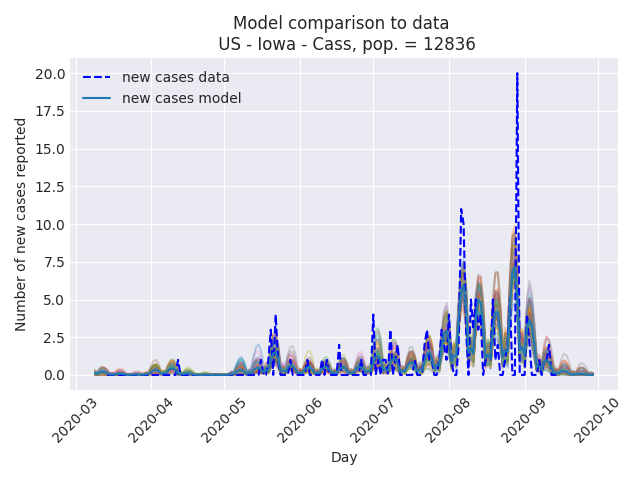 Model comparison to data
US - Iowa - Cass, pop. = 12836
new cases data
new cases model
Number of new cases reported
20.0
17.5
15.0
12.5
10.0
7.5
5.0
2.5
0.0
2020-03
2020-04
2020-05
2020-06
2020-07
2020-08
2020-09
2020-10
Day